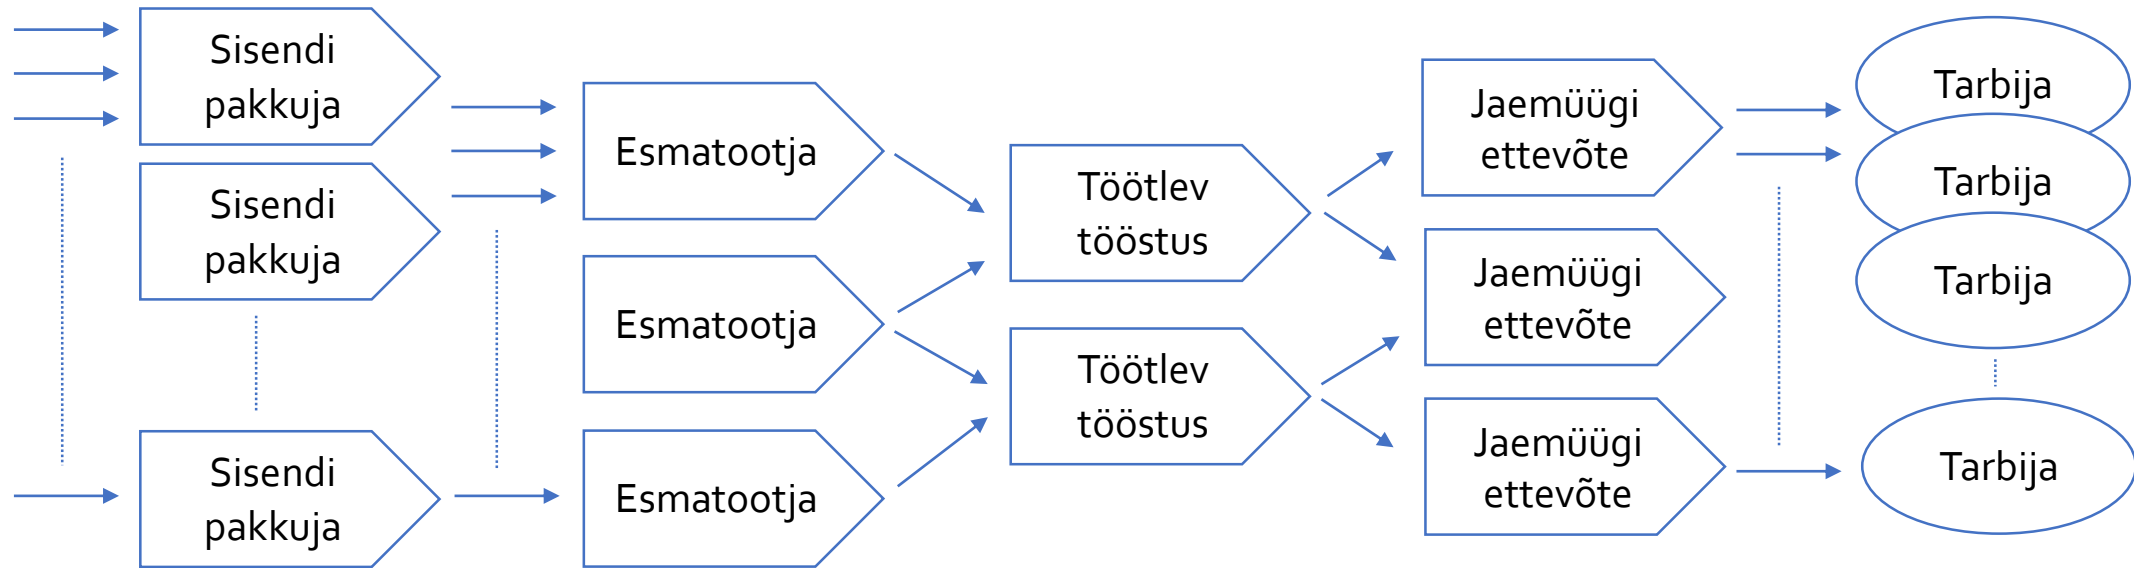 Sisendi
pakkuja
Sisendi
pakkuja
Sisendi
pakkuja
Esmatootja
Esmatootja
Esmatootja
Töötlev
tööstus
Töötlev
tööstus
Jaemüügi
ettevõte
Jaemüügi
ettevõte
Jaemüügi
ettevõte
Tarbija
Tarbija
Tarbija
Tarbija